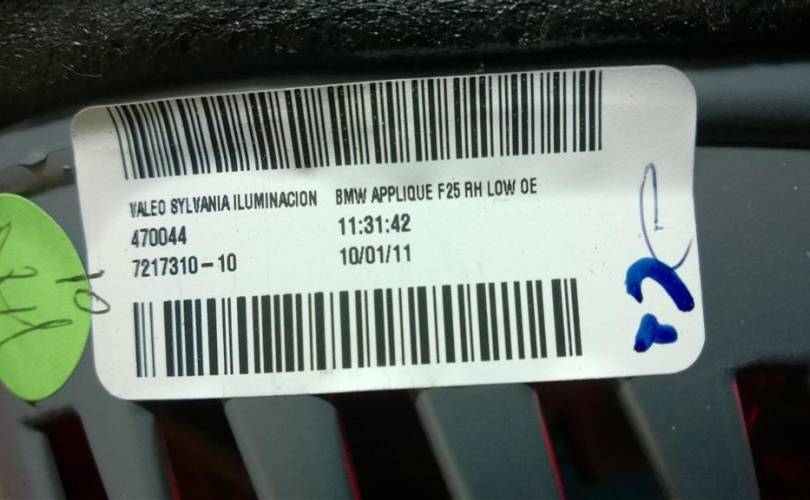 VALEO SYLVANIA ILUMINACION BMW APPLIQUE F25 RH LOW OE
470044 11:31:42
7217310-10 10/01/11